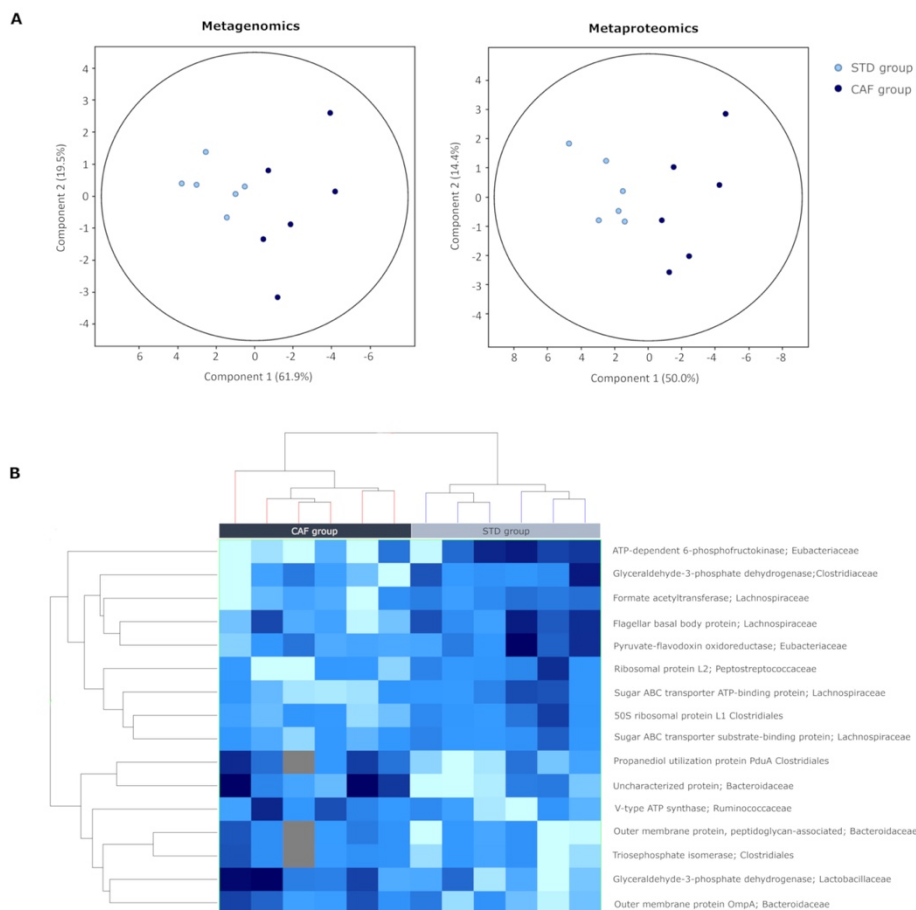 A
Metagenomics
Metaproteomics
STD group
CAF group
4
3
2
1
0
-1
-2
-3
-4
Component 2 (19.5%)
6
4
2
0
-2
-4
-6
Component 1 (61.9%)
4
3
2
1
0
-1
-2
-3
-4
Component 2 (14.4%)
8
6
4
2
0
-2
-4
-6
-8
Component 1 (50.0%)
B
CAF group
STD group
ATP-dependent 6-phosphofructokinase; Eubacteriaceae
Glyceraldehyde-3-phosphate dehydrogenase;Clostridiaceae
Formate acetyltransferase; Lachnospiraceae
Flagellar basal body protein; Lachnospiraceae
Pyruvate-flavodoxin oxidoreductase; Eubacteriaceae
Ribosomal protein L2; Peptostreptococcaceae
Sugar ABC transporter ATP-binding protein; Lachnospiraceae
50S ribosomal protein L1 Clostridiales
Sugar ABC transporter substrate-binding protein; Lachnospiraceae
Propanediol utilization protein PduA Clostridiales
Uncharacterized protein; Bacteroidaceae
V-type ATP synthase; Ruminococcaceae
Outer membrane protein, peptidoglycan-associated; Bacteroidaceae
Triosephosphate isomerase; Clostridiales
Glyceraldehyde-3-phosphate dehydrogenase; Lactobacillaceae
Outer membrane protein OmpA; Bacteroidaceae